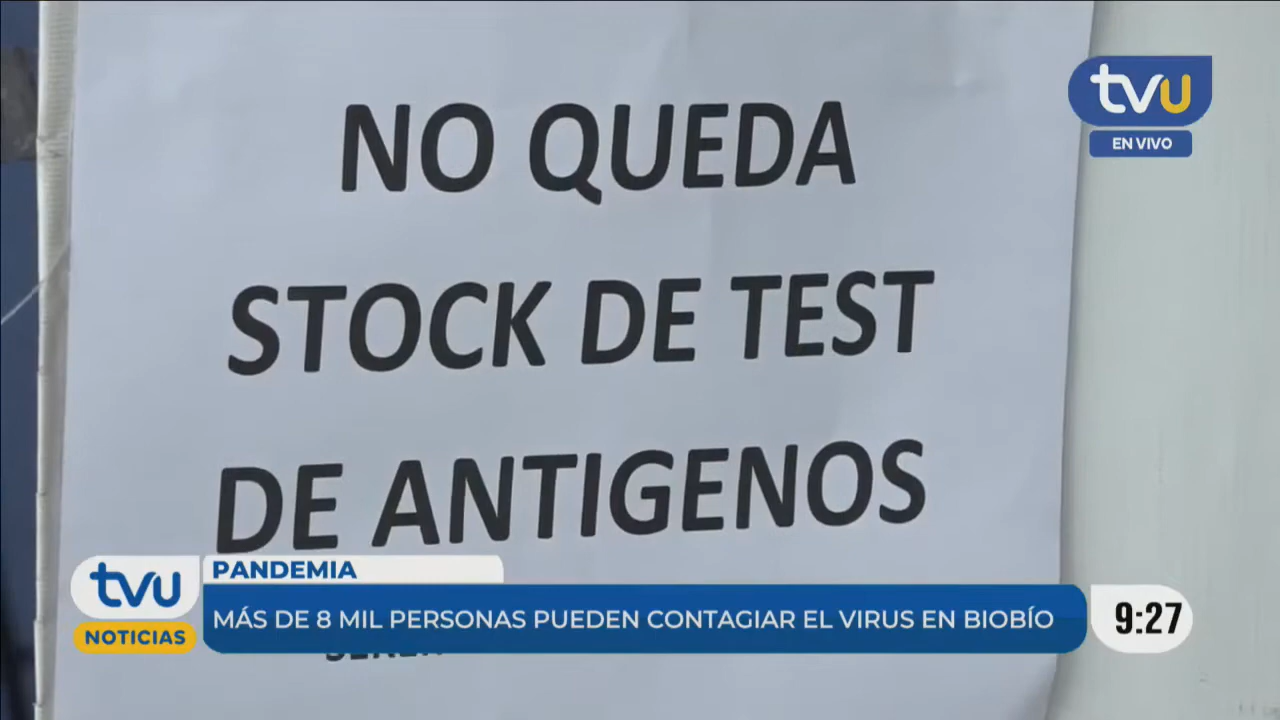 NO QUEDA
STOCK DE TEST
DE ANTIGENOS
tvu
EN VIVO
tvu
NOTICIAS
PANDEMIA
MÁS DE 8 MIL PERSONAS PUEDEN CONTAGIAR EL VIRUS EN BIOBÍO
9:27